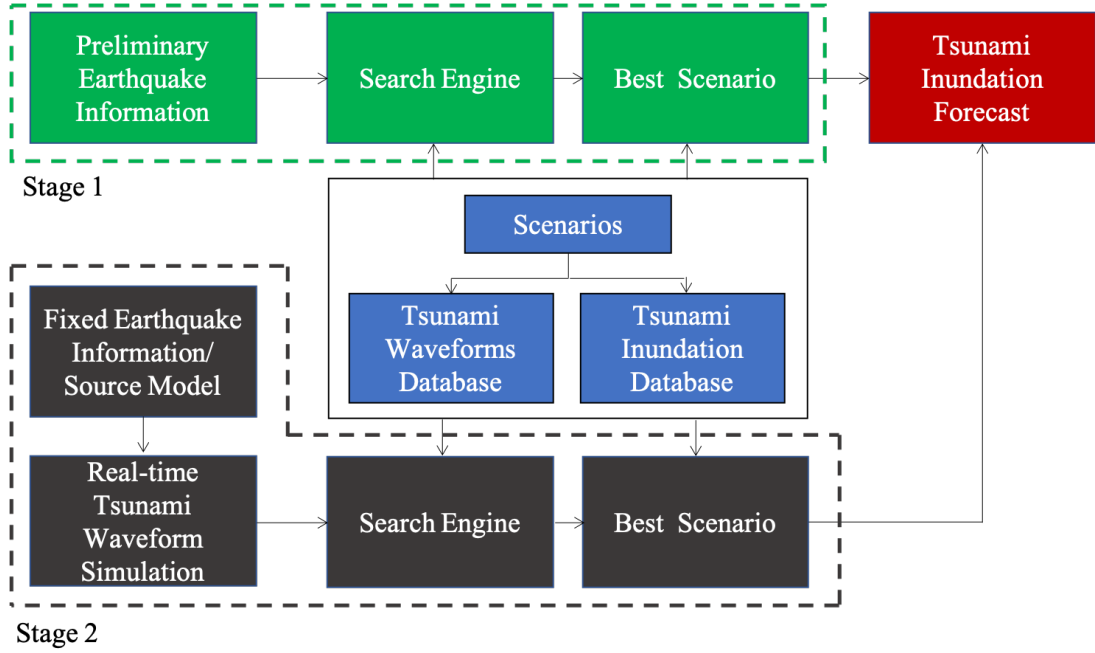 Preliminary
Earthquake
Information
Search Engine
Best Scenario
Tsunami
Inundation
Forecast
Stage 1
Scenarios
Tsunami
Waveforms
Database
Tsunami
Inundation
Database
Fixed Earthquake
Information/
Source Model
Real-time
Tsunami
Waveform
Simulation
Search Engine
Best Scenario
Stage 2